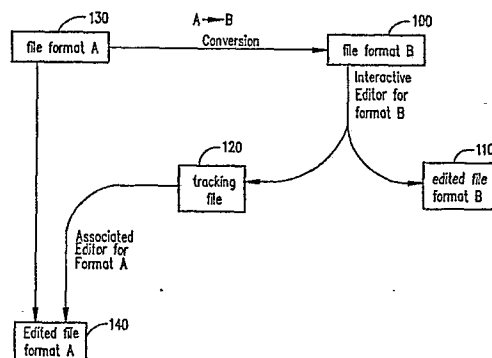 130
A→B
100
file format A
Conversion
file format B
Interactive
Editor for
format B
120
110
tracking
file
edited file
format B
Associated
Editor for
Format A
Edited file
format A
140